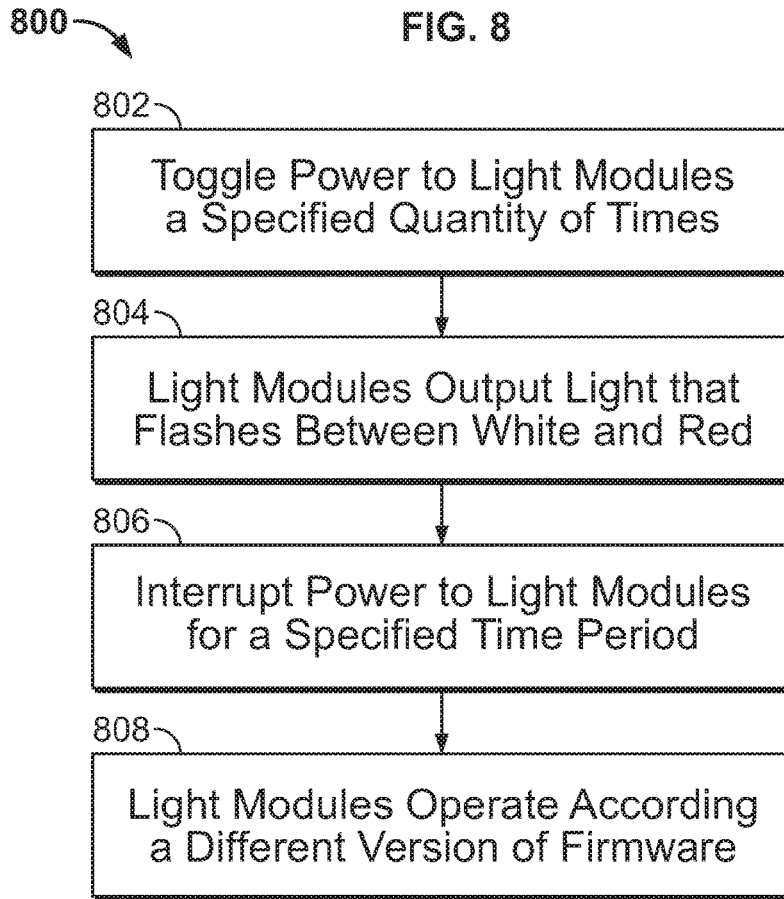 800
FIG. 8
802
Toggle Power to Light Modules
a Specified Quantity of Times
804
Light Modules Output Light that
Flashes Between White and Red
806
Interrupt Power to Light Modules
for a Specified Time Period
808
Light Modules Operate According
a Different Version of Firmware